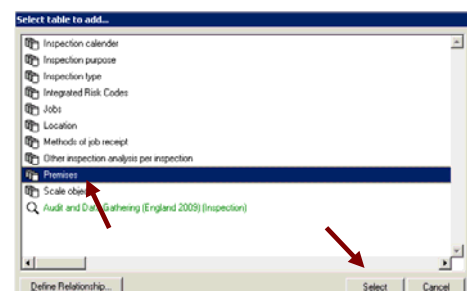 Select table to add...
Inspection calender
Inspection purpose
Inspection type
Integrated Risk Codes
Jobs
Location
Methods of job receipt
Other inspection analysis per inspection
Premises
Scale
Audit and Data Gathering (England 2009) (Inspection)
Define Relationship...
Select
Cancel